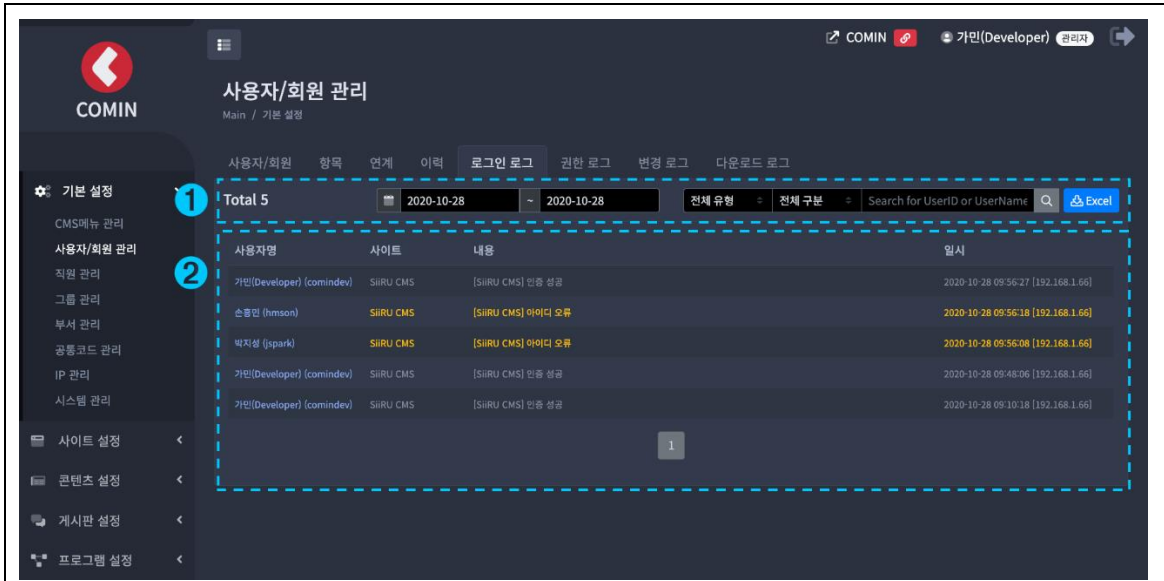 COMIN
COMIN 가민(Developer) 관리자
사용자/회원 관리
Main / 기본 설정
사용자/회원 항목 연계 이력 로그인 로그 권한 로그 변경 로그 다운로드 로그
기본 설정
CMS메뉴 관리
사용자/회원 관리
직원 관리
그룹 관리
부서 관리
공통코드 관리
IP 관리
시스템 관리
사이트 설정
콘텐츠 설정
게시판 설정
프로그램 설정
1
Total 5 2020-10-28 ~ 2020-10-28 전체 유형 전체 구분 Search for UserID or UserName Excel
2
사용자명 사이트 내용 일시
가민(Developer) (comindev) SiiRU CMS [SiiRU CMS] 인증 성공 2020-10-28 09:56:27 [192.168.1.66]
손흥민 (hmson) SiiRU CMS [SiiRU CMS] 아이디 오류 2020-10-28 09:56:18 [192.168.1.66]
박지성 (jspark) SiiRU CMS [SiiRU CMS] 아이디 오류 2020-10-28 09:56:08 [192.168.1.66]
가민(Developer) (comindev) SiiRU CMS [SiiRU CMS] 인증 성공 2020-10-28 09:48:06 [192.168.1.66]
가민(Developer) (comindev) SiiRU CMS [SiiRU CMS] 인증 성공 2020-10-28 09:10:18 [192.168.1.66]
1